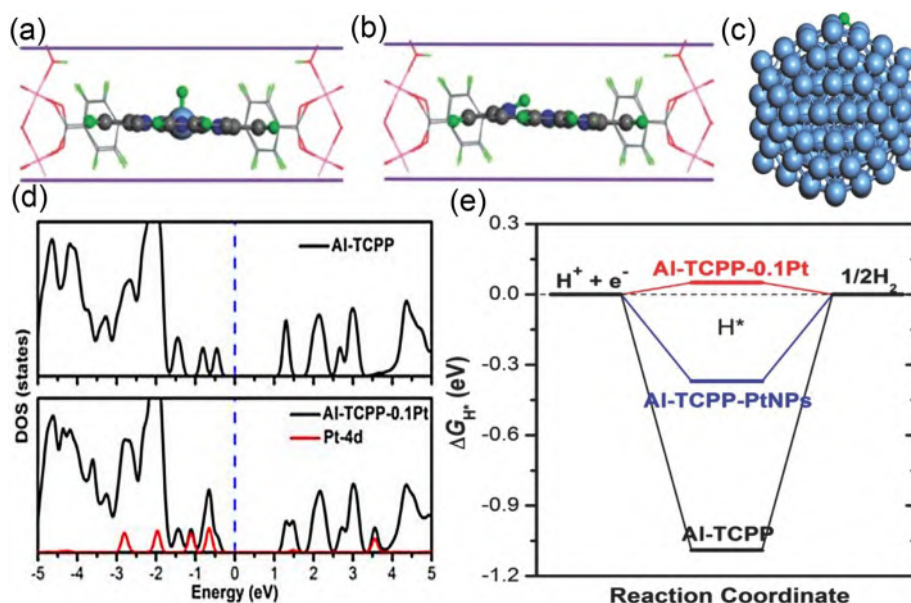 (a)
(b)
(c)
(d)
Al-TCPP
Al-TCPP-0.1Pt
Pt-4d
DOS (states)
-5 -4 -3 -2 -1 0 1 2 3 4 5
Energy (eV)
(e)
0.3
0.0
-0.3
-0.6
-0.9
-1.2
ΔG_H* (eV)
H⁺ + e⁻
Al-TCPP-0.1Pt
1/2H₂
H*
Al-TCPP-PtNPs
Al-TCPP
Reaction Coordinate